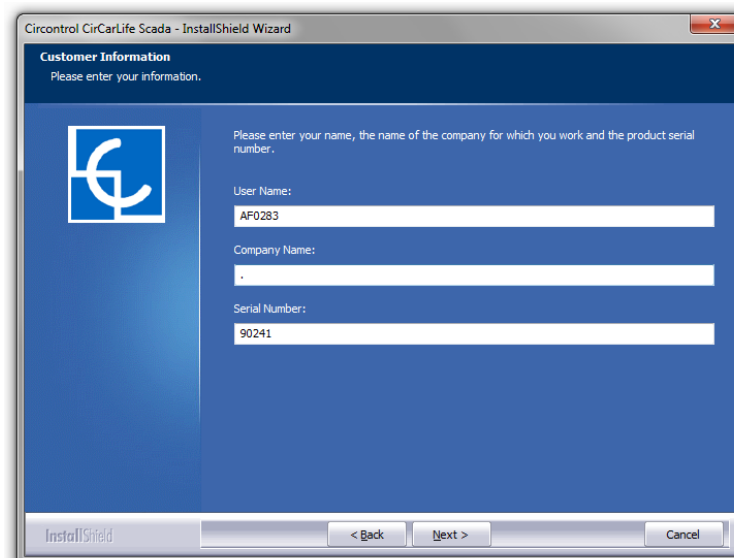 Circontrol CirCarLife Scada - InstallShield Wizard
Customer Information
Please enter your information.
Please enter your name, the name of the company for which you work and the product serial
number.
User Name:
AF0283
Company Name:
.
Serial Number:
90241
InstallShield
< Back
Next >
Cancel